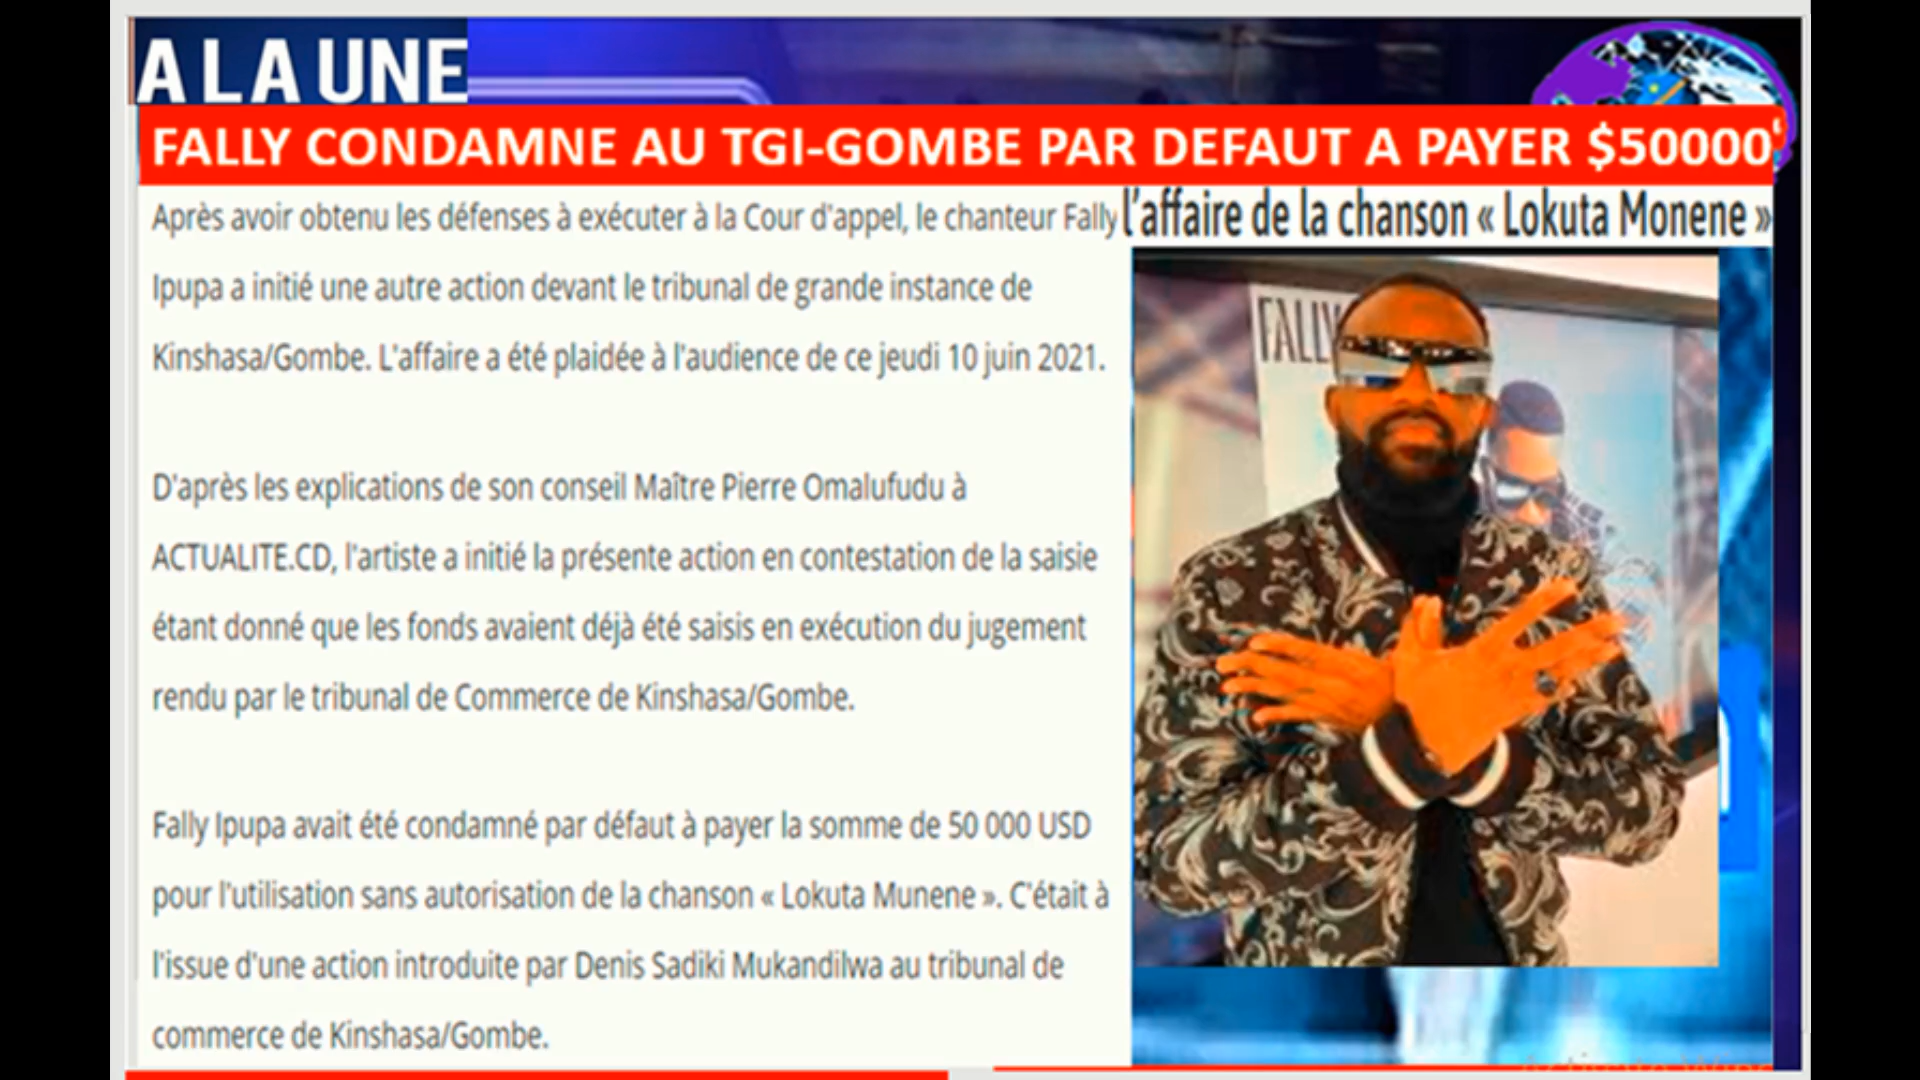 A LA UNE
FALLY CONDAMNE AU TGI-GOMBE PAR DEFAUT A PAYER $50000
Après avoir obtenu les défenses à exécuter à la Cour d'appel, le chanteur Fally
l'affaire de la chanson « Lokuta Monene »
Ipupa a initié une autre action devant le tribunal de grande instance de
Kinshasa/Gombe. L'affaire a été plaidée à l'audience de ce jeudi 10 juin 2021.
D'après les explications de son conseil Maître Pierre Omalufudu à
ACTUALITE.CD, l'artiste a initié la présente action en contestation de la saisie
étant donné que les fonds avaient déjà été saisis en exécution du jugement
rendu par le tribunal de Commerce de Kinshasa/Gombe.
Fally Ipupa avait été condamné par défaut à payer la somme de 50 000 USD
pour l'utilisation sans autorisation de la chanson « Lokuta Munene ». C'était à
l'issue d'une action introduite par Denis Sadiki Mukandilwa au tribunal de
commerce de Kinshasa/Gombe.
FALLY